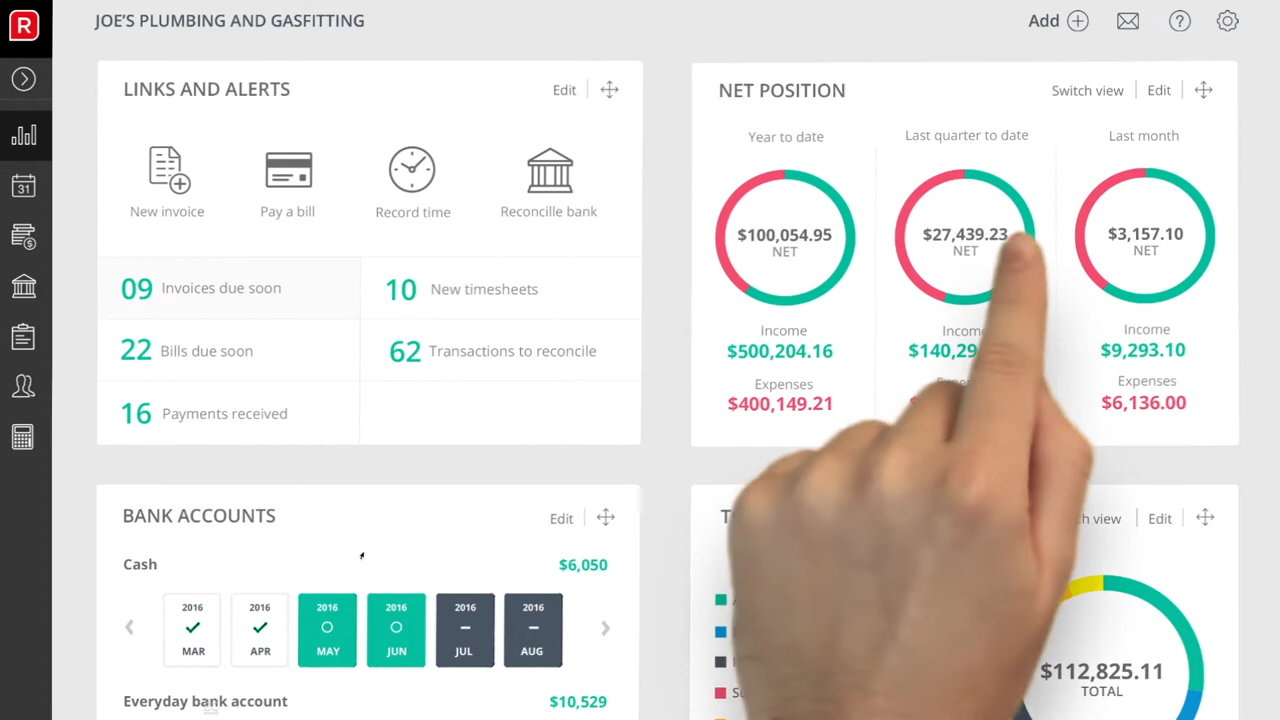 R
JOE'S PLUMBING AND GASFITTING
Add
31
LINKS AND ALERTS
Edit
New invoice
Pay a bill
Record time
Reconcille bank
09 Invoices due soon
10 New timesheets
22 Bills due soon
62 Transactions to reconcile
16 Payments received
NET POSITION
Switch view
Edit
Year to date
Last quarter to date
Last month
$100,054.95
NET
$27,439.23
NET
$3,157.10
NET
Income
$500,204.16
Expenses
$400,149.21
$140,29
Income
$9,293.10
Expenses
$6,136.00
BANK ACCOUNTS
Edit
Cash
$6,050
2016
MAR
2016
APR
2016
MAY
2016
JUN
2016
JUL
2016
AUG
Everyday bank account
$10,529
view
Edit
$112,825.11
TOTAL